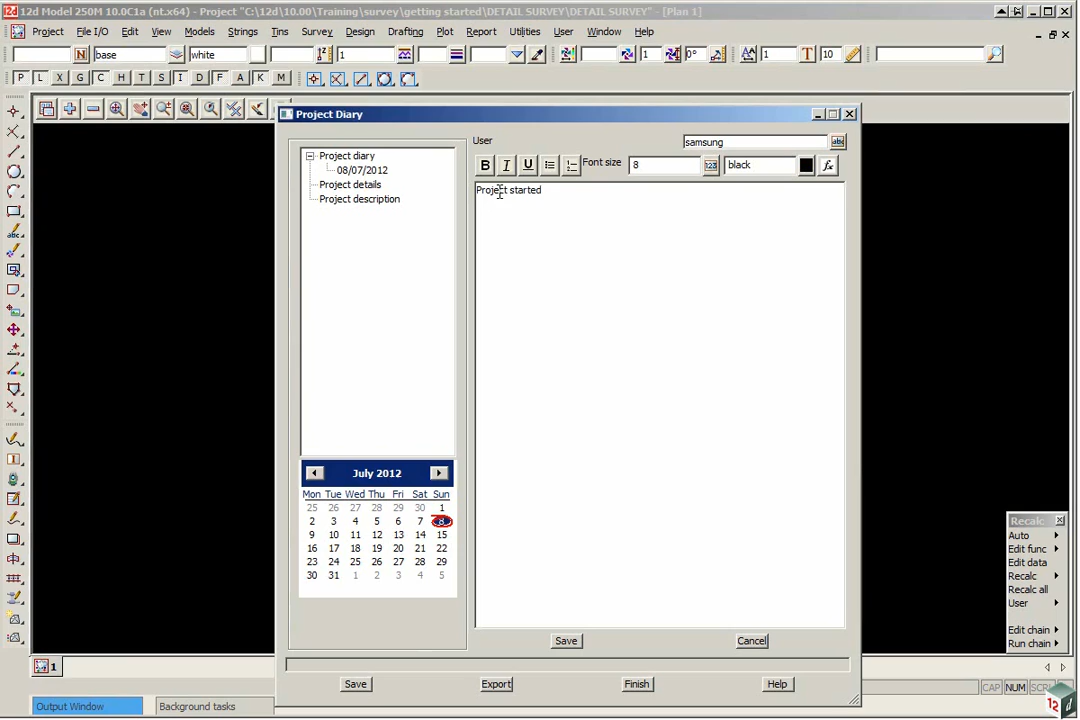 12d Model 250M 10.0C1a (nt.x64) - Project "C:\12d\10.00\Training\survey\getting started\DETAIL SURVEY\DETAIL SURVEY" - [Plan 1]
Project File I/O Edit View Models Strings Tins Survey Design Drafting Plot Report Utilities User Window Help
N base white 1 1 0° 1 T 10
P L X G C H T S I D F A K M
Project Diary
User samsung
B I U Font size 8 123 black fx
Project diary
08/07/2012
Project details
Project description
Project started
July 2012
Mon Tue Wed Thu Fri Sat Sun
25 26 27 28 29 30 1
2 3 4 5 6 7 8
9 10 11 12 13 14 15
16 17 18 19 20 21 22
23 24 25 26 27 28 29
30 31 1 2 3 4 5
Save Cancel
Save Export Finish Help
Recalc
Auto
Edit func
Edit data
Recalc
Recalc all
User
Edit chain
Run chain
1
CAP NUM
Output Window Background tasks
12 d